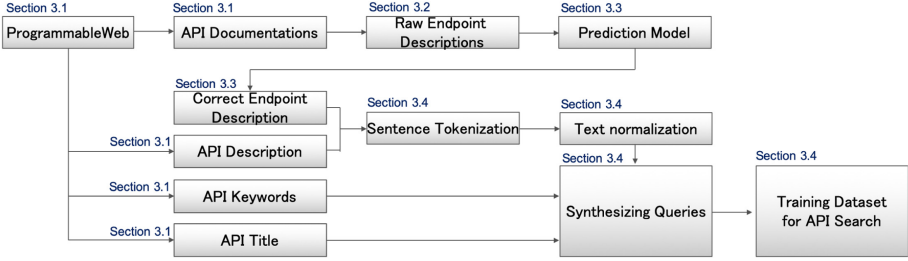 Section 3.1
ProgrammableWeb
Section 3.1
API Documentations
Section 3.2
Raw Endpoint
Descriptions
Section 3.3
Prediction Model
Section 3.3
Correct Endpoint
Description
Section 3.4
Sentence Tokenization
Section 3.4
Text normalization
Section 3.1
API Description
Section 3.1
API Keywords
Section 3.1
API Title
Section 3.4
Synthesizing Queries
Section 3.4
Training Dataset
for API Search